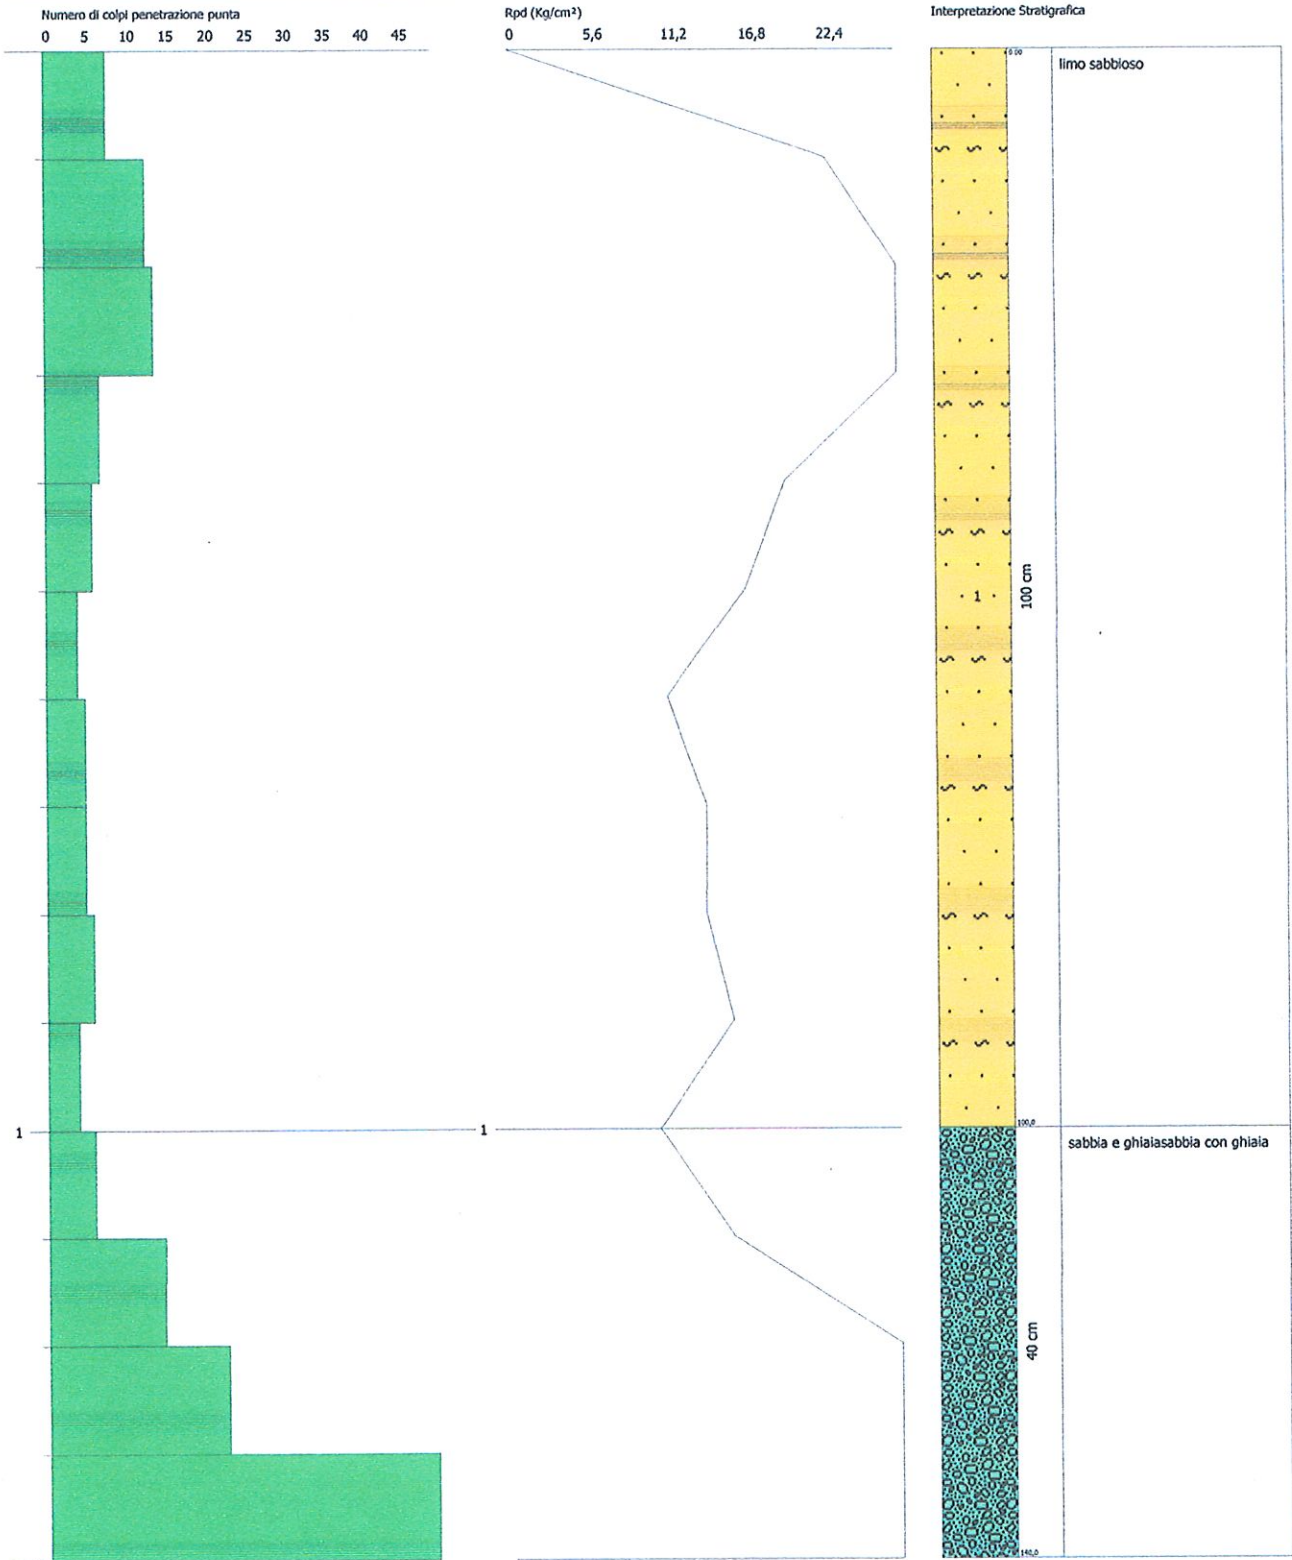 Numero di colpi penetrazione punta
0 5 10 15 20 25 30 35 40 45
Rpd (Kg/cm²)
0 5,6 11,2 16,8 22,4
Interpretazione Stratigrafica
0.00
limo sabbioso
100 cm
1
1
1
100,0
sabbia e ghiaiasabbia con ghiaia
40 cm
140,0